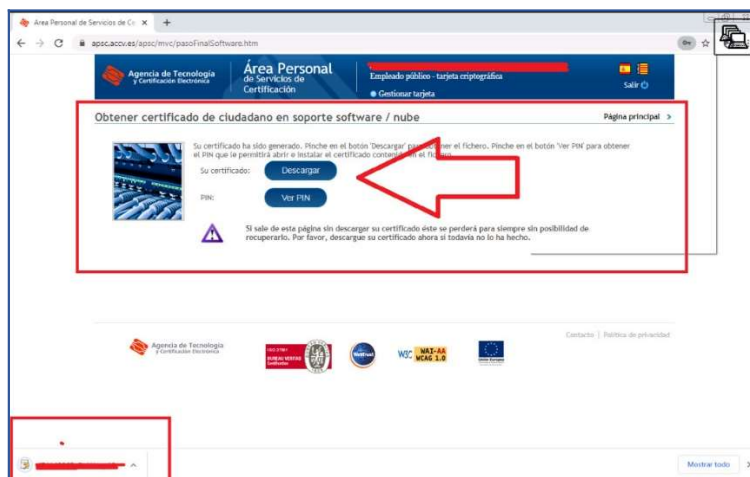 Area Personal de Servicios de Ce
apsc.accv.es/apsc/mvc/pasoFinalSoftware.htm
Agencia de Tecnología
y Certificación Electrónica
Área Personal
de Servicios de
Certificación
Empleado público - tarjeta criptográfica
Gestionar tarjeta
Salir
Obtener certificado de ciudadano en soporte software / nube
Página principal >
Su certificado ha sido generado. Pinche en el botón 'Descargar' para obtener el fichero. Pinche en el botón 'Ver PIN' para obtener
el PIN que le permitirá abrir e instalar el certificado contenido en el fichero.
Su certificado:
Descargar
PIN:
Ver PIN
Si sale de esta página sin descargar su certificado éste se perderá para siempre sin posibilidad de
recuperarlo. Por favor, descargue su certificado ahora si todavía no lo ha hecho.
Contacto | Política de privacidad
Agencia de Tecnología
y Certificación Electrónica
BUREAU VERITAS
Certification
WebTrust
W3C WAI-AA
WCAG 1.0
Mostrar todo